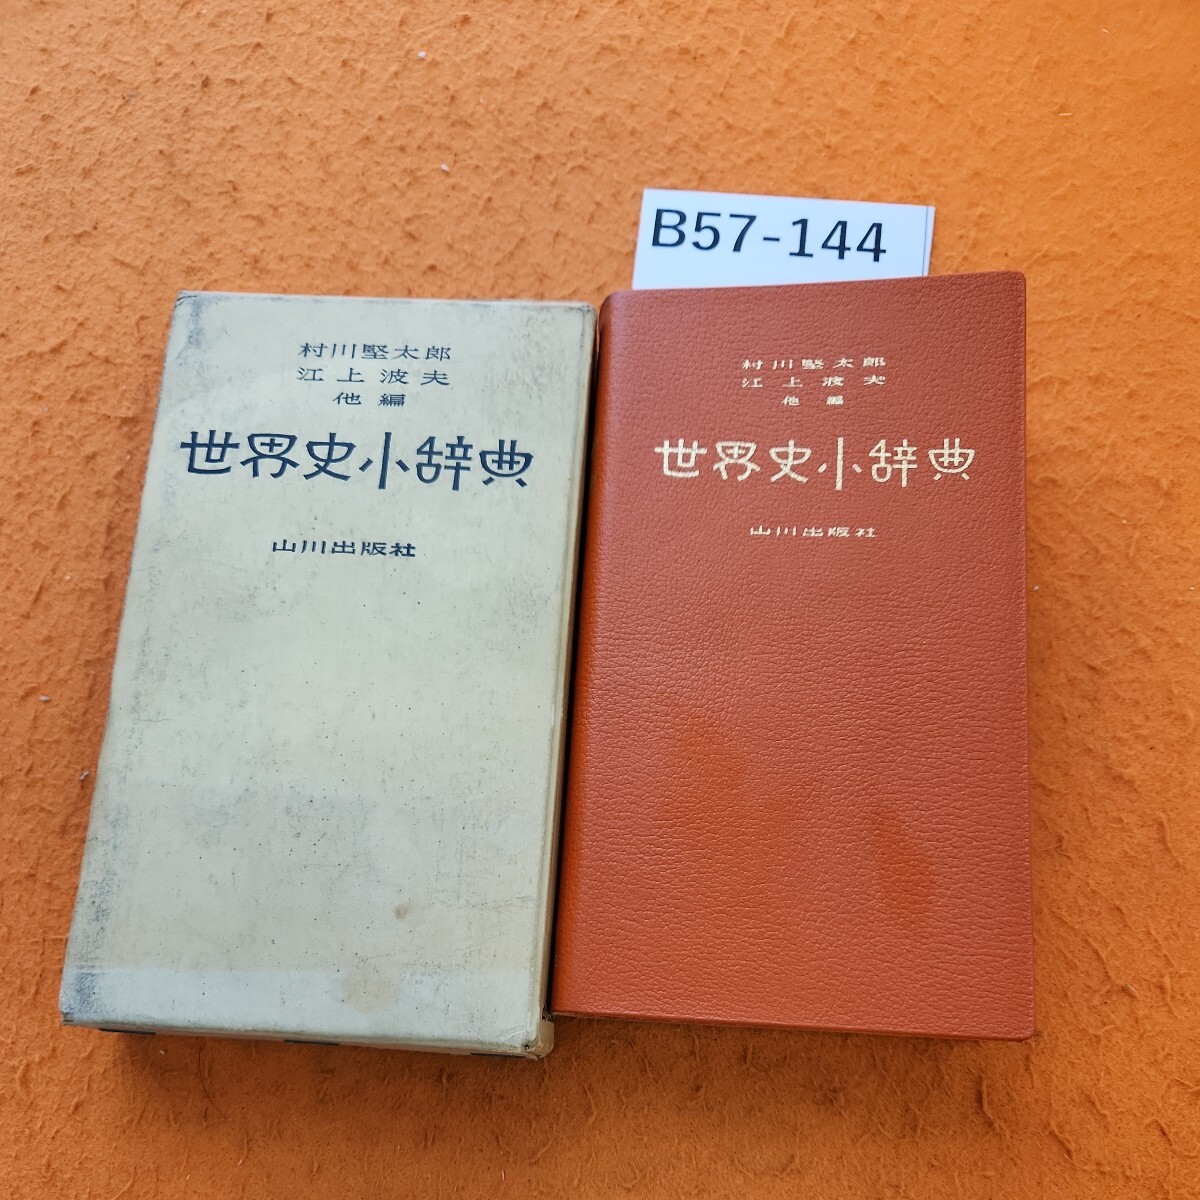 B57-144
村川堅太郎
江上波夫
他編
世界史小辞典
山川出版社
村川堅太郎
江上波夫
他編
世界史小辞典
山川出版社